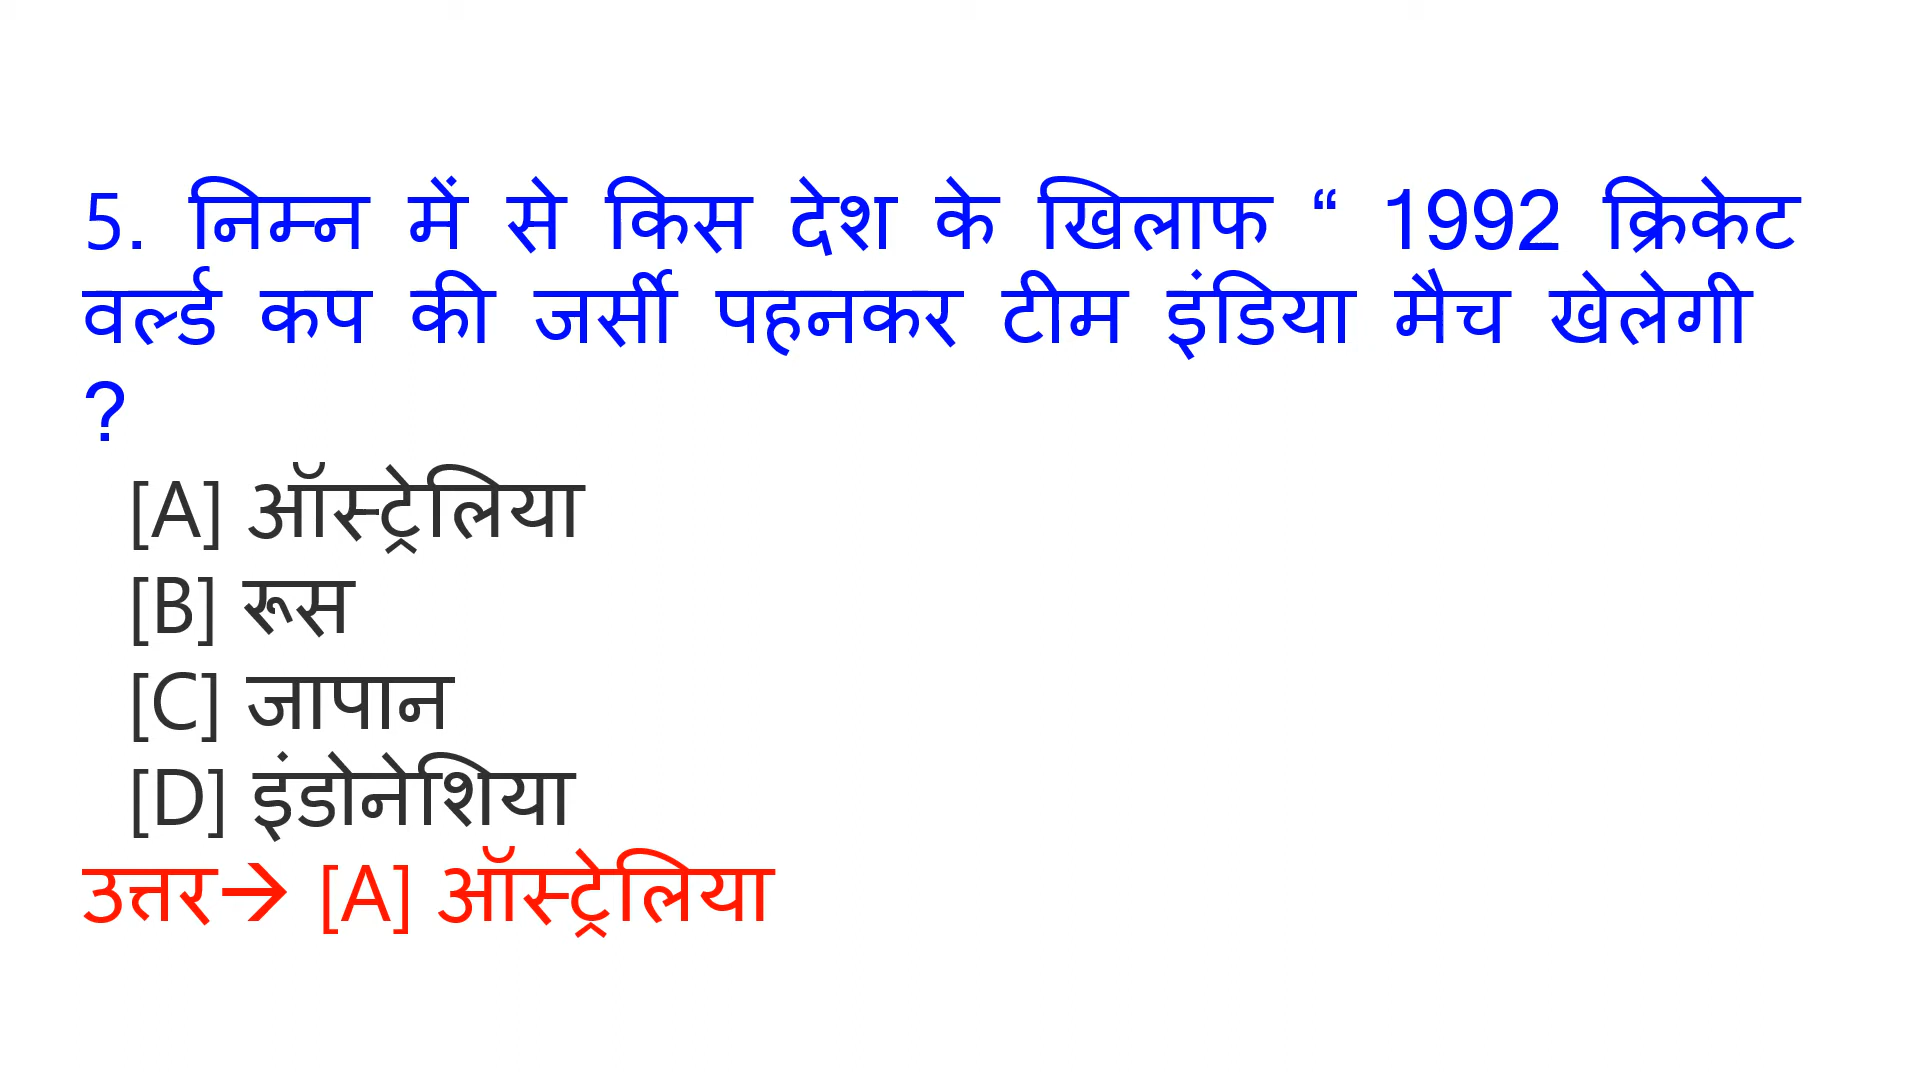 5. निम्न में से किस देश के खिलाफ “ 1992 क्रिकेट
वर्ल्ड कप की जर्सी पहनकर टीम इंडिया मैच खेलेगी
?
[A] ऑस्ट्रेलिया
[B] रूस
[C] जापान
[D] इंडोनेशिया
उत्तर→ [A] ऑस्ट्रेलिया